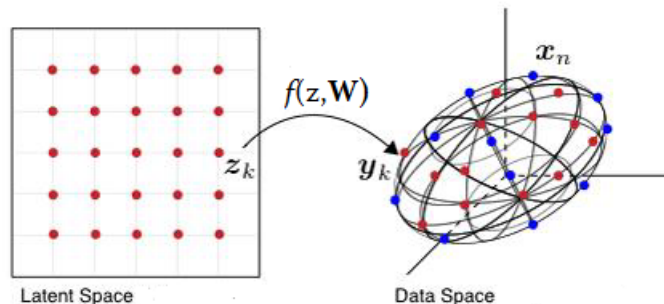 f(z,W)
x_n
z_k
y_k
Latent Space
Data Space